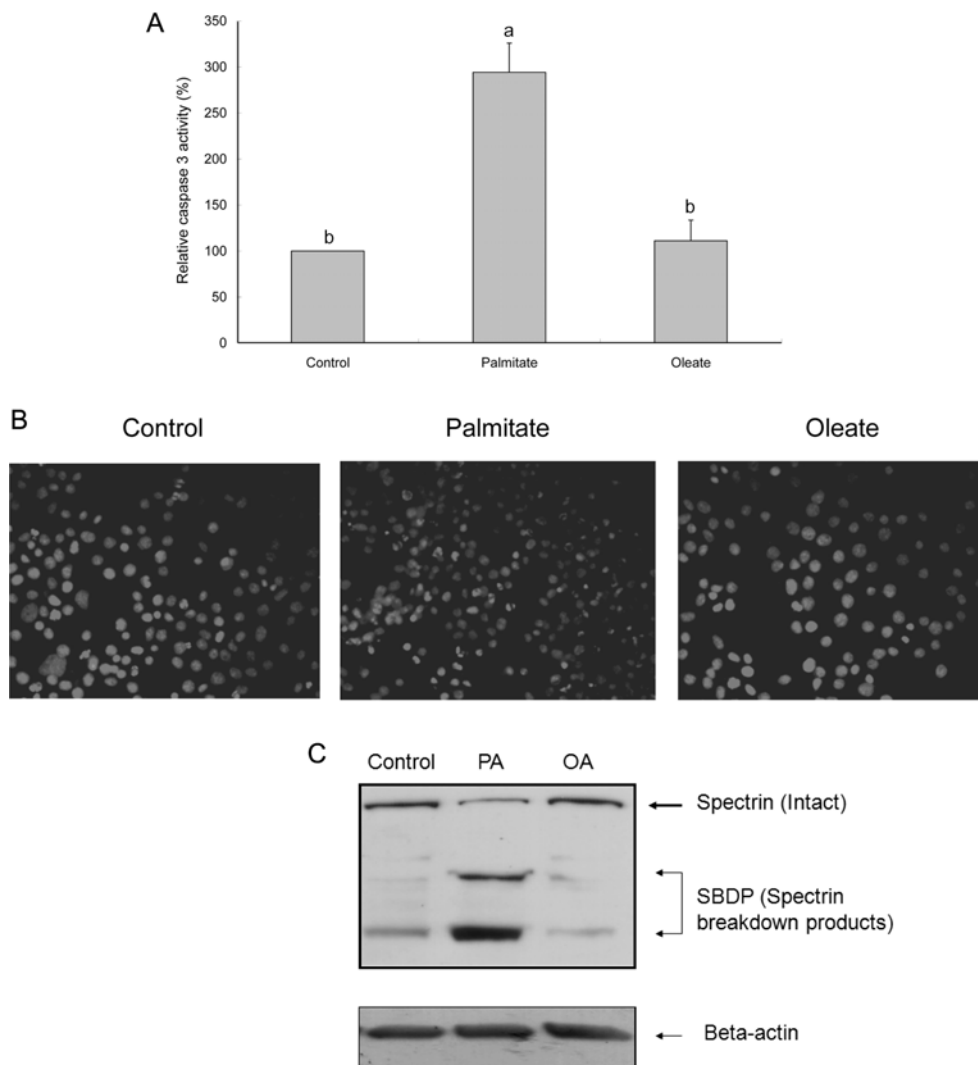 A
Relative caspase 3 activity (%)
350
300
250
200
150
100
50
0
b
a
b
Control Palmitate Oleate
B
Control Palmitate Oleate
C
Control PA OA
Spectrin (Intact)
SBDP (Spectrin
breakdown products)
Beta-actin